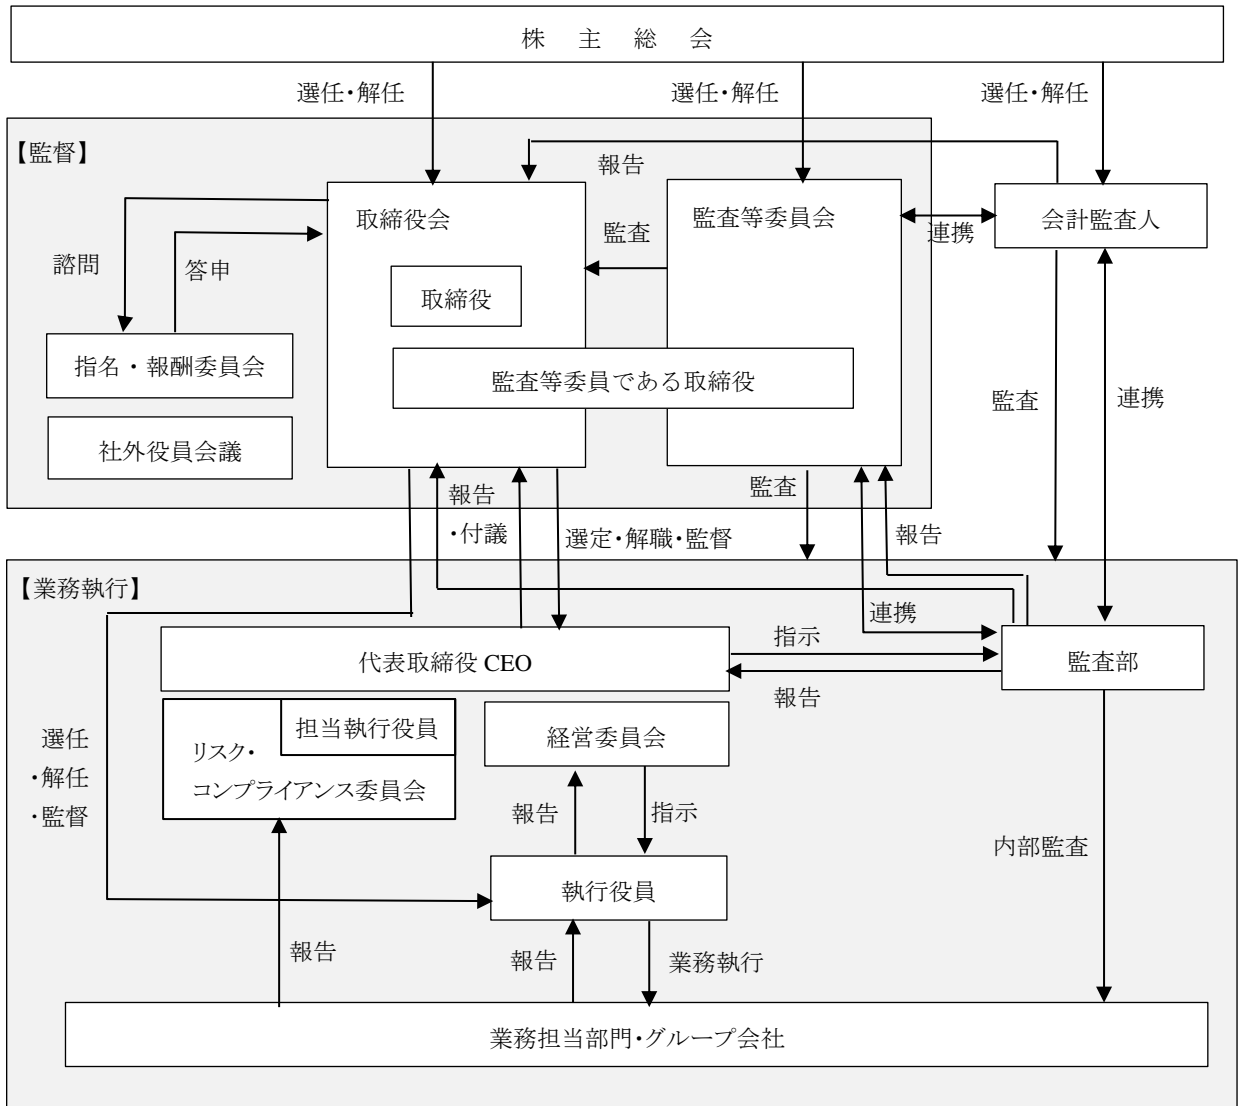 株 主 総 会
選任・解任
選任・解任
選任・解任
【監督】
報告
取締役会
監査等委員会
会計監査人
監査
連携
諮問
答申
取締役
指名・報酬委員会
監査等委員である取締役
監査
連携
社外役員会議
報告
・付議
監査
選定・解職・監督
報告
【業務執行】
連携
代表取締役 CEO
指示
監査部
報告
担当執行役員
リスク・
コンプライアンス委員会
経営委員会
選任
・解任
・監督
報告
指示
内部監査
執行役員
報告
報告
業務執行
業務担当部門・グループ会社